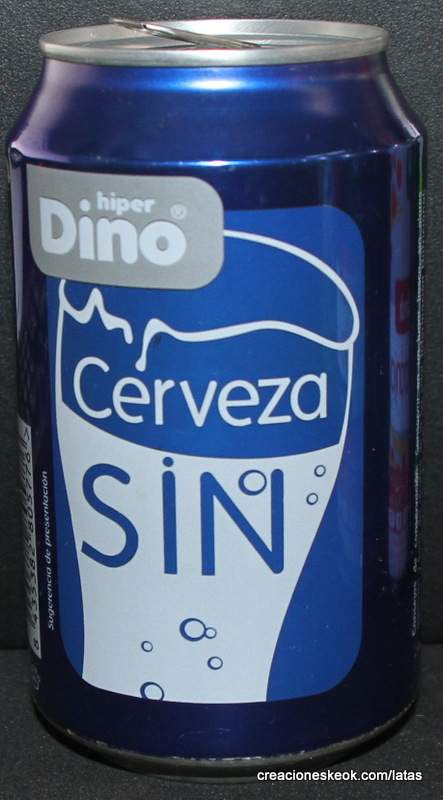 hiper
Dino®
Cerveza
SIN
Sugerencia de presentación
creacioneskeok.com/latas